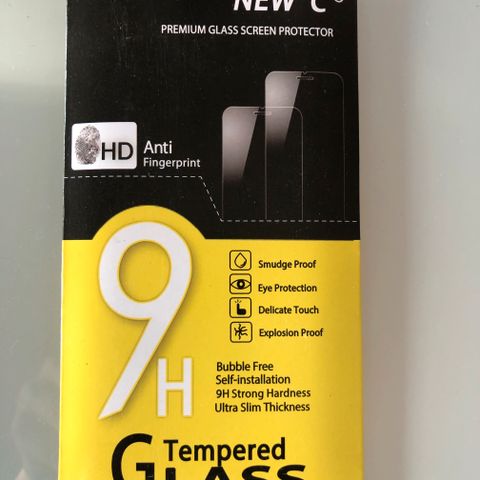 NEW°C®
PREMIUM GLASS SCREEN PROTECTOR
HD
Anti
Fingerprint
9H
Smudge Proof
Eye Protection
Delicate Touch
Explosion Proof
Bubble Free
Self-installation
9H Strong Hardness
Ultra Slim Thickness
Tempered
GLASS